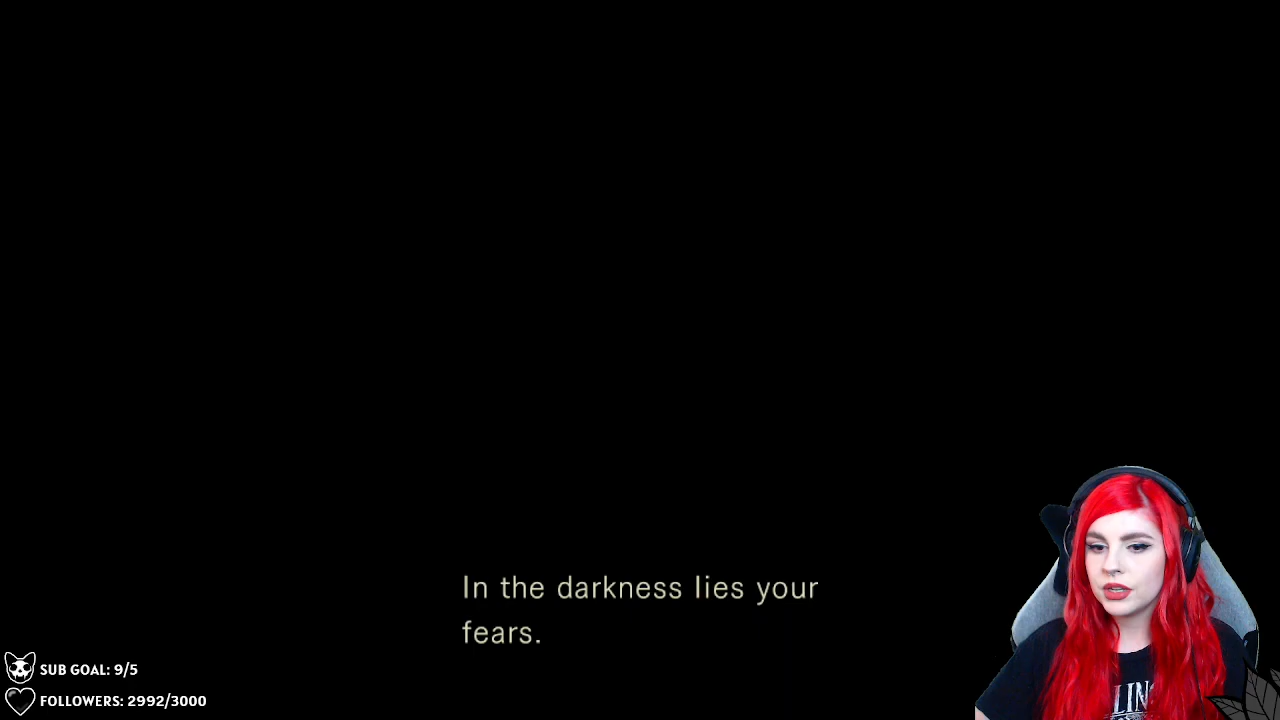 In the darkness lies your
fears.
SUB GOAL: 9/5
FOLLOWERS: 2992/3000